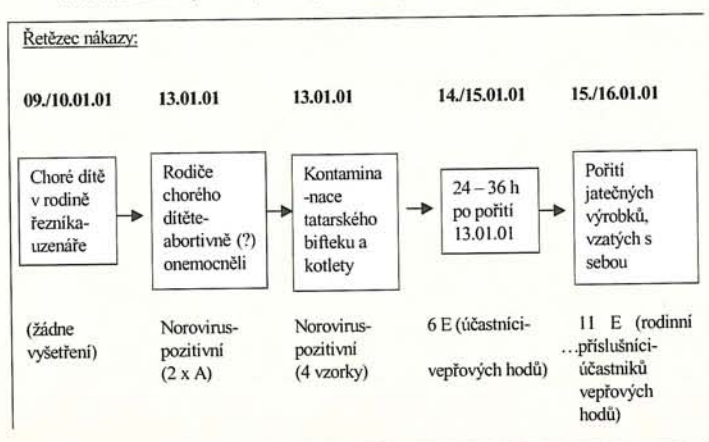 Řetězec nákazy:
09./10.01.01
13.01.01
13.01.01
14./15.01.01
15./16.01.01
Choré dítě
v rodině
řezníka-
uzenáře
Rodiče
chorého
dítěte-
abortivně (?)
onemocněli
Kontamina
-nace
tatarského
bifteku a
kotlety
24 – 36 h
po pořití
13.01.01
Pořití
jatečných
výrobků,
vzatých s
sebou
(žádne
vyšetření)
Norovirus-
pozitivní
(2 x A)
Norovirus-
pozitivní
(4 vzorky)
6 E (účastníci-
vepřových hodů)
11 E (rodinní
…příslušníci-
účastniků
vepřových
hodů)